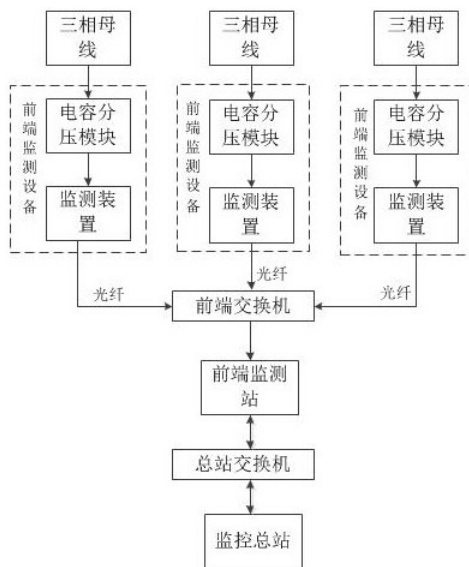 三相母
线
三相母
线
三相母
线
前端监测设备
电容分
压模块
监测装
置
前端监测设备
电容分
压模块
监测装
置
前端监测设备
电容分
压模块
监测装
置
光纤
光纤
光纤
前端交换机
前端监测
站
总站交换机
监控总站